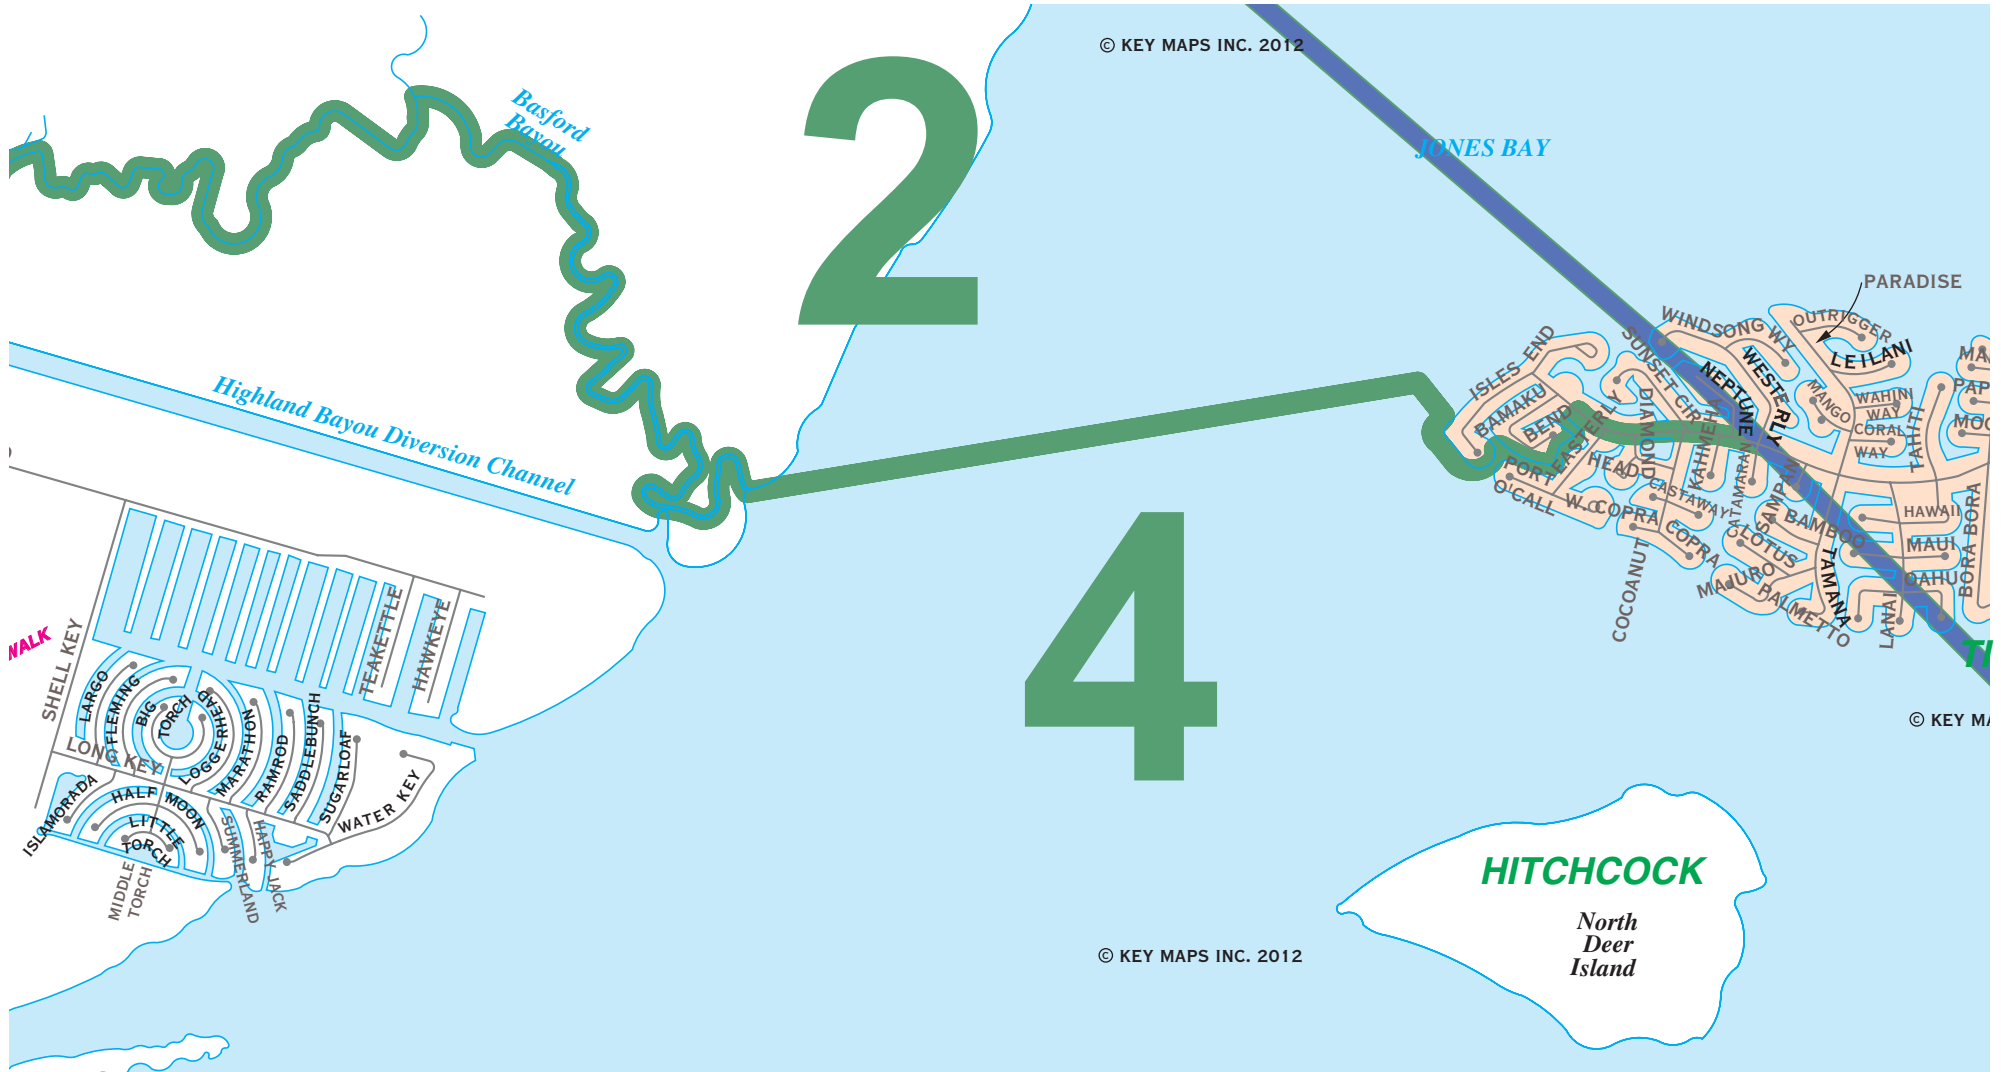 © KEY MAPS INC. 2012
2
Basford
Bayou
JONES BAY
PARADISE
WINDSONG WY
OUTRIGGER
LEILANI
ISLES END
SUNSET CIR
NEPTUNE
WESTERLY
MANGO
WAHINI
WAY
CORAL
WAY
TAHITI
BAMAKU
BEND
EASTERLY
DIAMOND
HEAD
KAHMEHA
CATAMARAN
SAMPAN
PORT
O'CALL
W. COPRA
CASTAWAY
COPRA
COCOANUT
LOTUS
BAMBOO
MAJURO
PALMETTO
TAMANA
HAWAII
MAUI
OAHU
LANAI
BORA BORA
Highland Bayou Diversion Channel
4
WALK
SHELL KEY
TEAKETTLE
HAWKEYE
LARGO
FLEMING
BIG
TORCH
LOGGERHEAD
MARATHON
RAMROD
SADDLEBUNCH
SUGARLOAF
WATER KEY
LONG KEY
ISLAMORADA
HALF MOON
LITTLE
TORCH
MIDDLE
TORCH
SUMMERLAND
HAPPY JACK
© KEY MA
HITCHCOCK
North
Deer
Island
© KEY MAPS INC. 2012